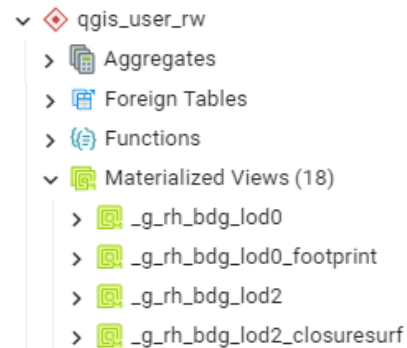 qgis_user_rw
Aggregates
Foreign Tables
Functions
Materialized Views (18)
_g_rh_bdg_lod0
_g_rh_bdg_lod0_footprint
_g_rh_bdg_lod2
_g_rh_bdg_lod2_closuresurf